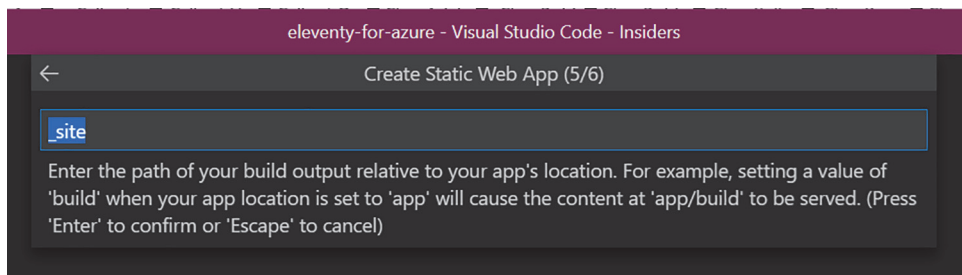 eleventy-for-azure - Visual Studio Code - Insiders
Create Static Web App (5/6)
_site
Enter the path of your build output relative to your app's location. For example, setting a value of
'build' when your app location is set to 'app' will cause the content at 'app/build' to be served. (Press
'Enter' to confirm or 'Escape' to cancel)